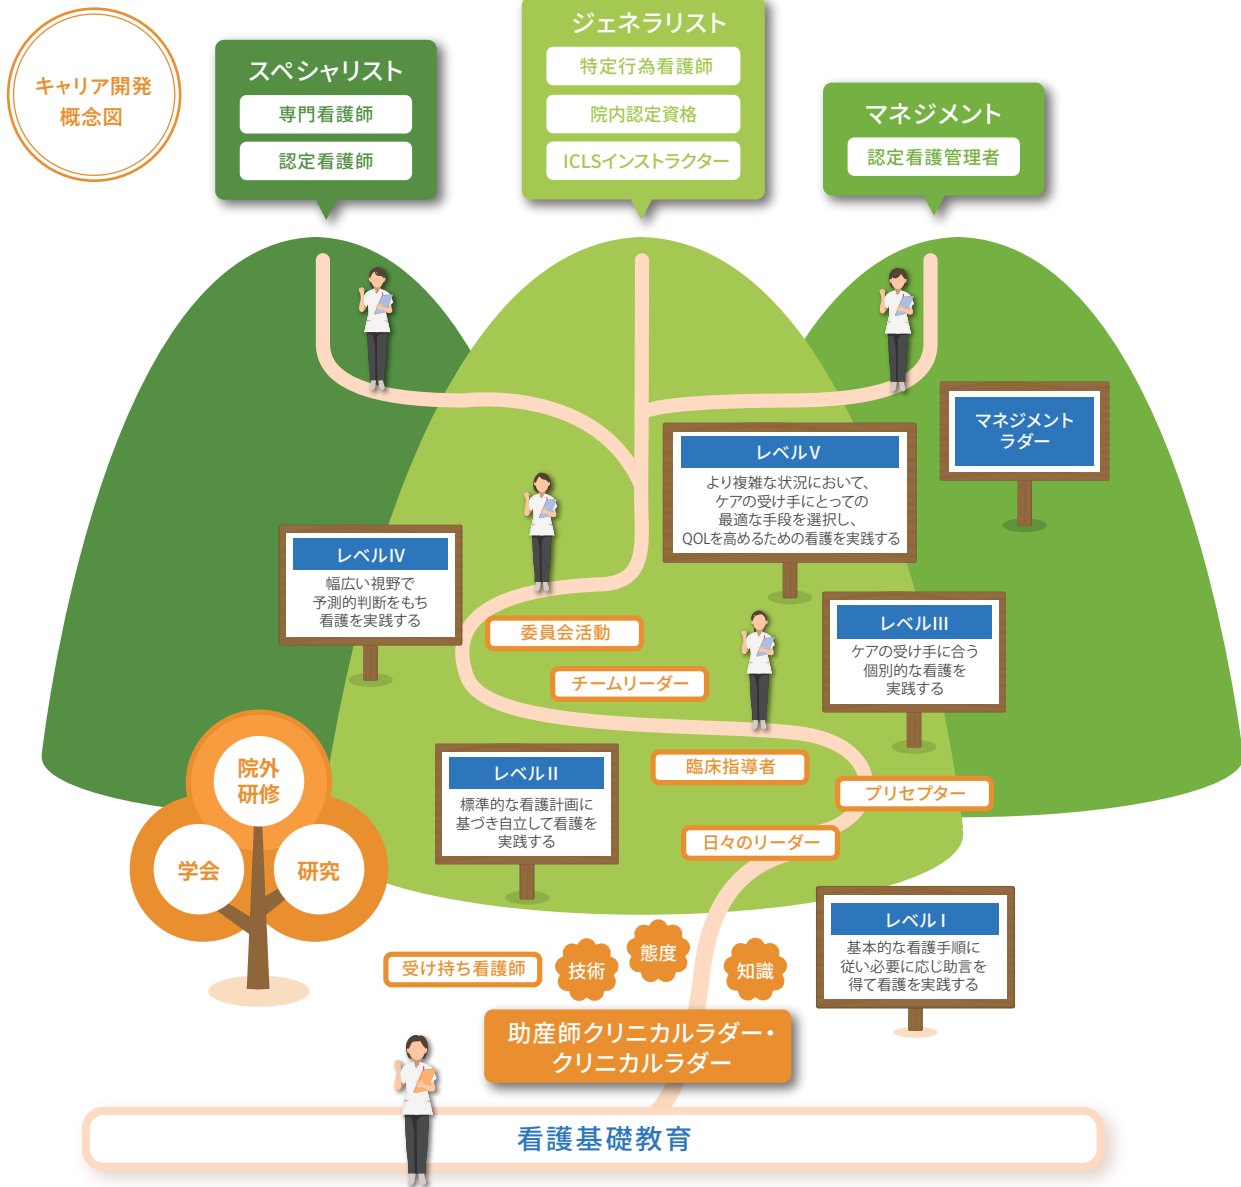 キャリア開発
概念図
スペシャリスト
専門看護師
認定看護師
ジェネラリスト
特定行為看護師
院内認定資格
ICLSインストラクター
マネジメント
認定看護管理者
マネジメント
ラダー
レベルⅤ
より複雑な状況において、
ケアの受け手にとっての
最適な手段を選択し、
QOLを高めるための看護を実践する
レベルⅣ
幅広い視野で
予測的判断をもち
看護を実践する
委員会活動
チームリーダー
レベルⅢ
ケアの受け手に合う
個別的な看護を
実践する
臨床指導者
プリセプター
日々のリーダー
レベルⅡ
標準的な看護計画に
基づき自立して看護を
実践する
院外
研修
学会
研究
レベルⅠ
基本的な看護手順に
従い必要に応じ助言を
得て看護を実践する
受け持ち看護師
技術
態度
知識
助産師クリニカルラダー・
クリニカルラダー
看護基礎教育